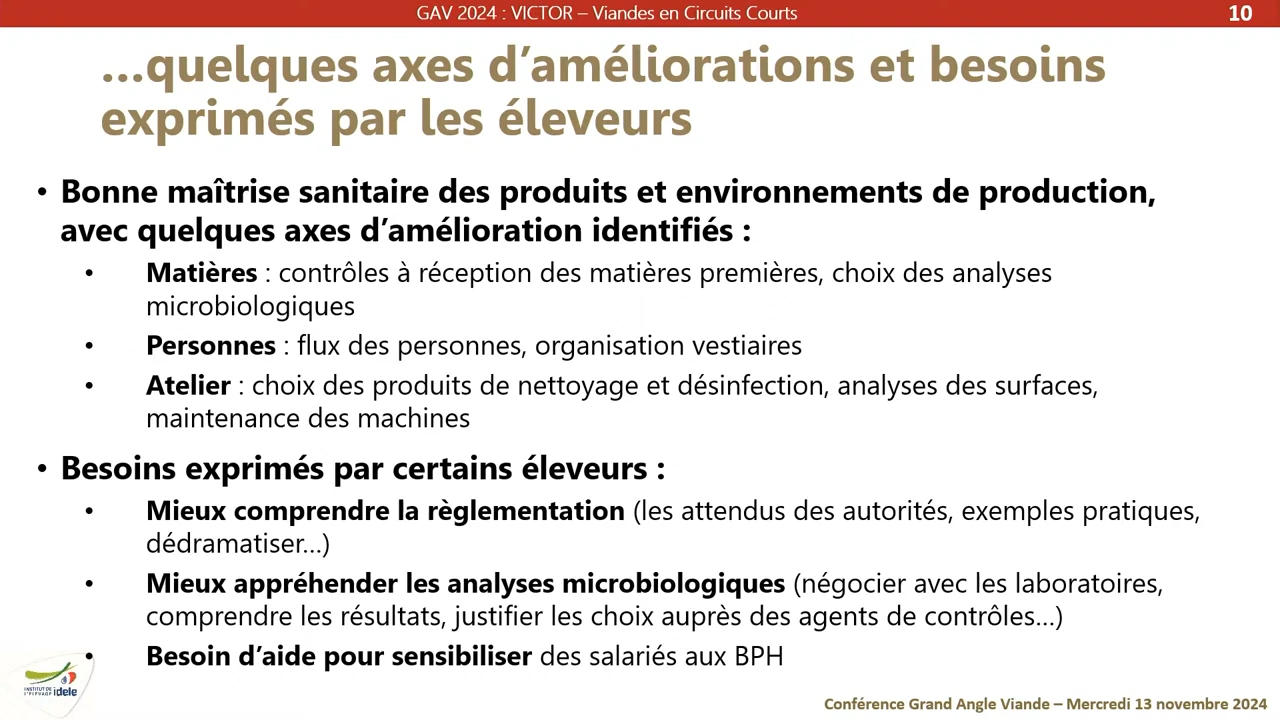 GAV 2024 : VICTOR – Viandes en Circuits Courts
10
...quelques axes d’améliorations et besoins
exprimés par les éleveurs
• Bonne maîtrise sanitaire des produits et environnements de production,
avec quelques axes d’amélioration identifiés :
• Matières : contrôles à réception des matières premières, choix des analyses
microbiologiques
• Personnes : flux des personnes, organisation vestiaires
• Atelier : choix des produits de nettoyage et désinfection, analyses des surfaces,
maintenance des machines
• Besoins exprimés par certains éleveurs :
• Mieux comprendre la règlementation (les attendus des autorités, exemples pratiques,
dédramatiser...)
• Mieux appréhender les analyses microbiologiques (négocier avec les laboratoires,
comprendre les résultats, justifier les choix auprès des agents de contrôles...)
• Besoin d’aide pour sensibiliser des salariés aux BPH
INSTITUT DE
L'ELEVAGE idele
Conférence Grand Angle Viande – Mercredi 13 novembre 2024